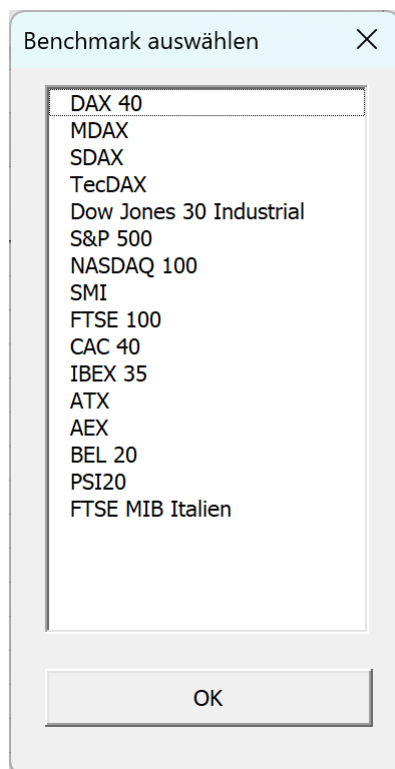 Benchmark auswählen
DAX 40
MDAX
SDAX
TecDAX
Dow Jones 30 Industrial
S&P 500
NASDAQ 100
SMI
FTSE 100
CAC 40
IBEX 35
ATX
AEX
BEL 20
PSI20
FTSE MIB Italien
OK